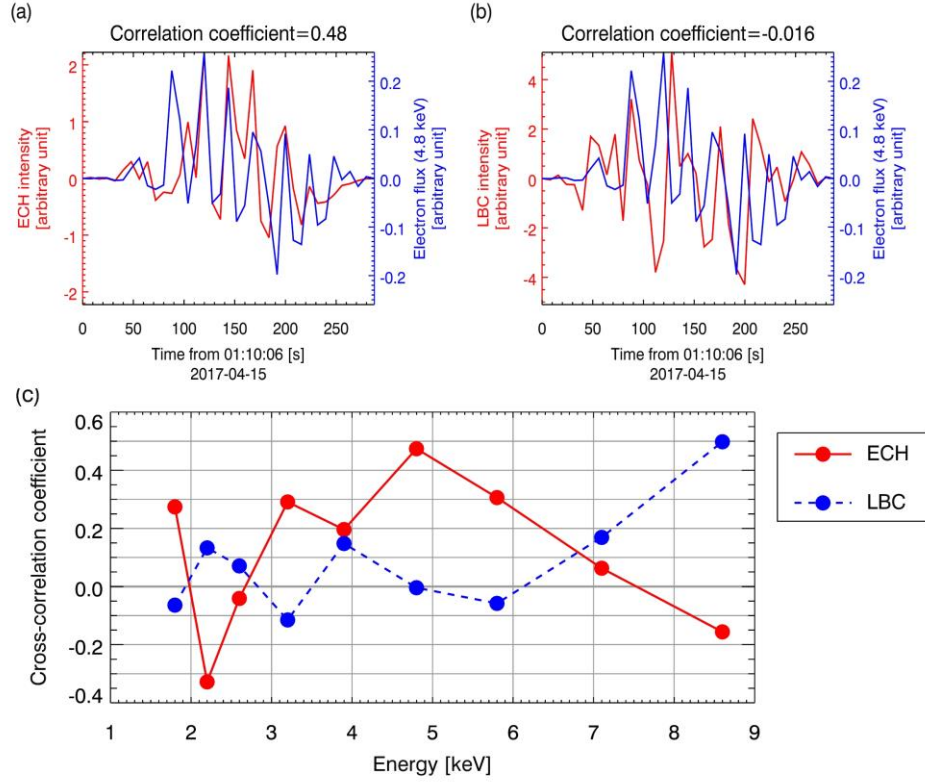 (a)
Correlation coefficient=0.48
2
1
0
-1
-2
ECH intensity
[arbitrary unit]
0.2
0.1
0.0
-0.1
-0.2
Electron flux (4.8 keV)
[arbitrary unit]
0 50 100 150 200 250
Time from 01:10:06 [s]
2017-04-15
(b)
Correlation coefficient=-0.016
4
2
0
-2
-4
LBC intensity
[arbitrary unit]
0.2
0.1
0.0
-0.1
-0.2
Electron flux (4.8 keV)
[arbitrary unit]
0 50 100 150 200 250
Time from 01:10:06 [s]
2017-04-15
(c)
0.6
0.4
0.2
0.0
-0.2
-0.4
Cross-correlation coefficient
1 2 3 4 5 6 7 8 9
Energy [keV]
ECH
LBC